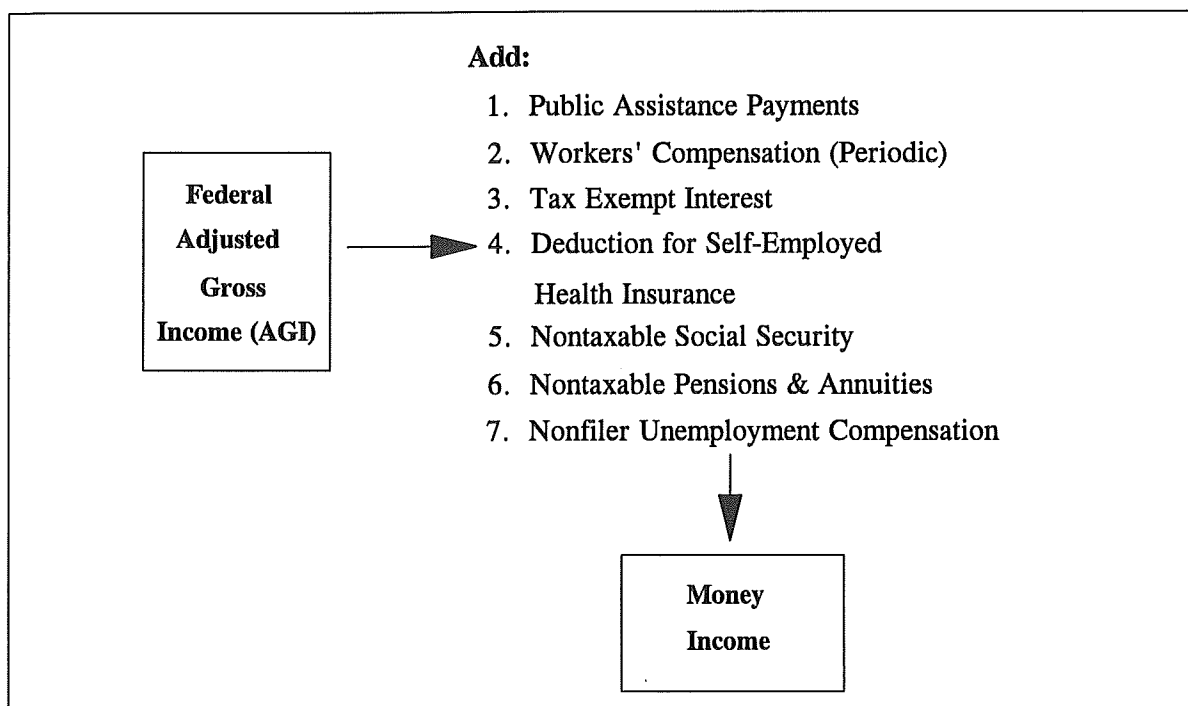 Add:
1. Public Assistance Payments
2. Workers' Compensation (Periodic)
3. Tax Exempt Interest
4. Deduction for Self-Employed
Health Insurance
5. Nontaxable Social Security
6. Nontaxable Pensions & Annuities
7. Nonfiler Unemployment Compensation
Federal
Adjusted
Gross
Income (AGI)
Money
Income